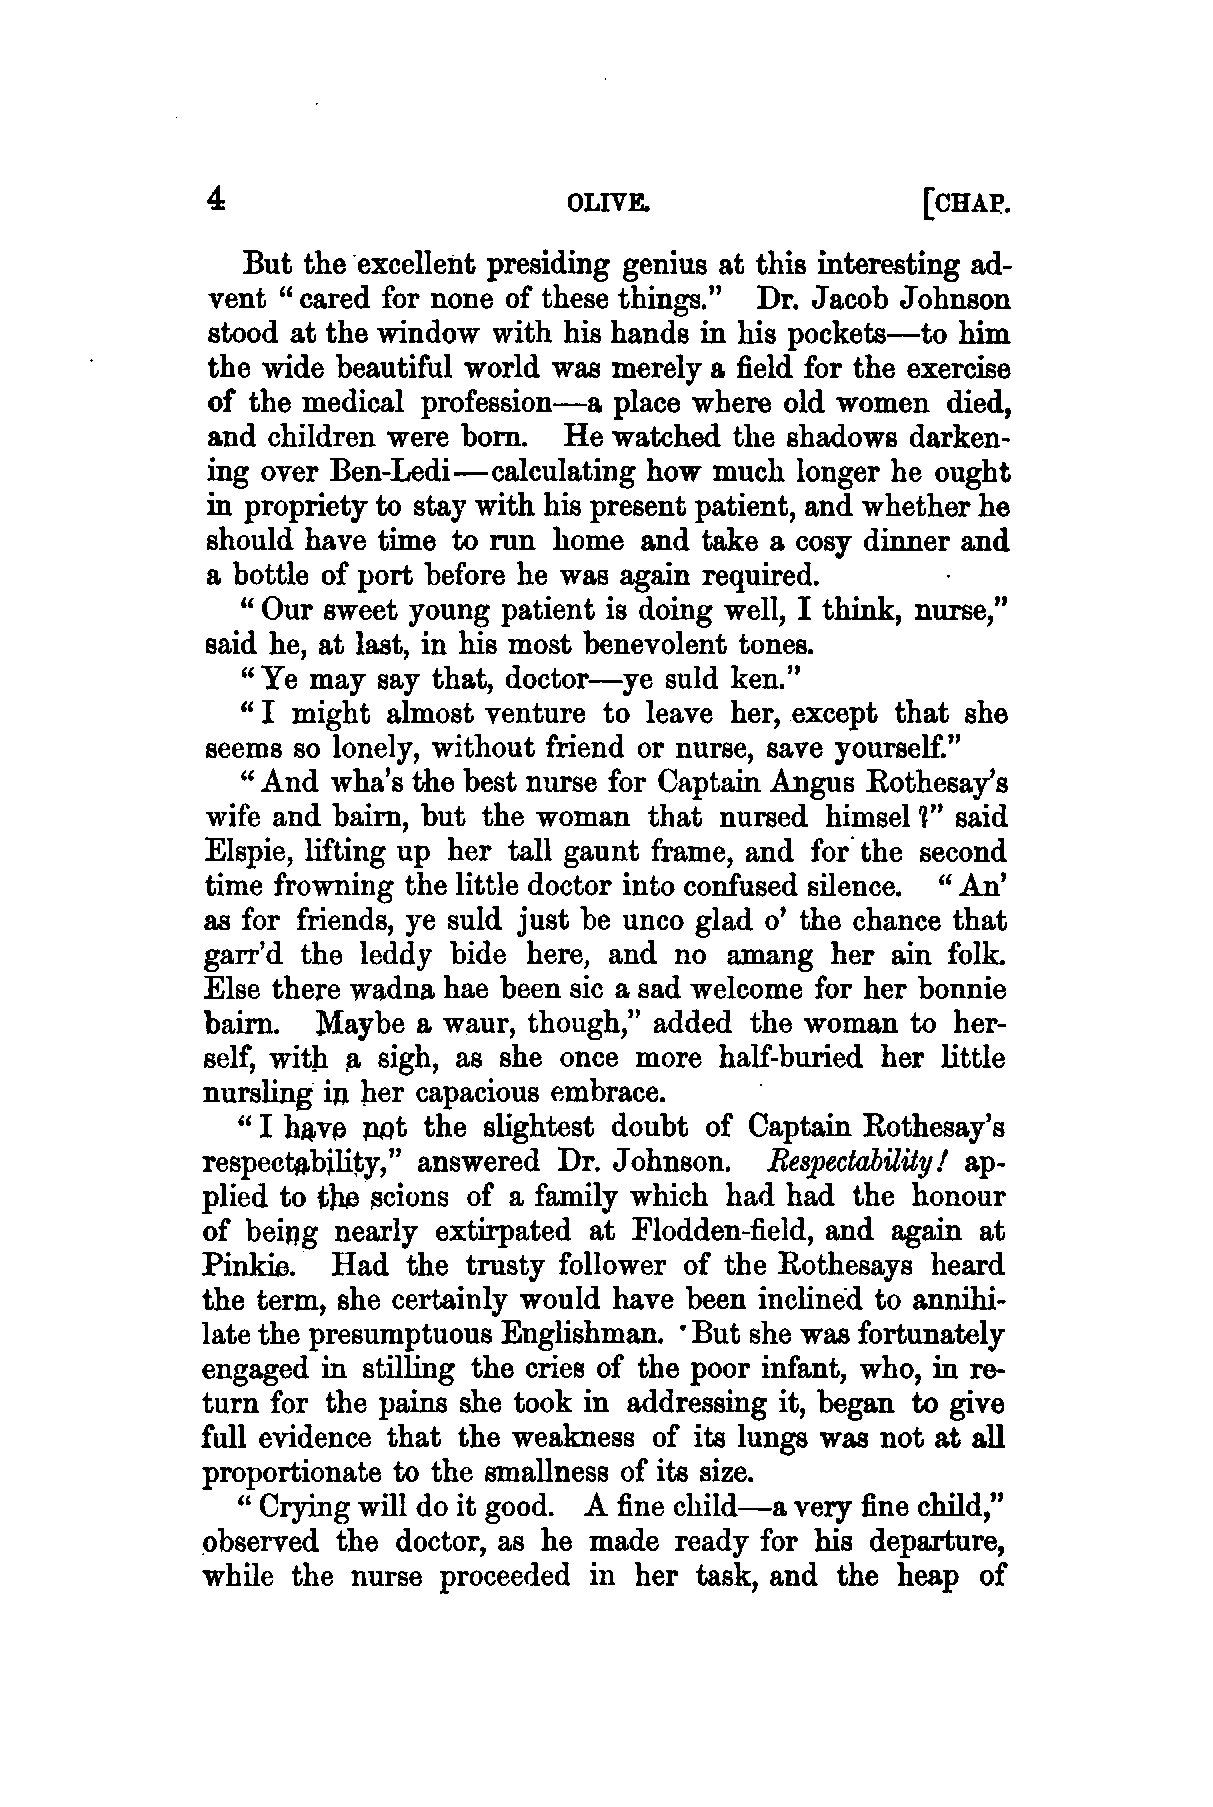 4 OLIVE. [CHAP.
But the excellent presiding genius at this interesting ad-
vent “cared for none of these things.” Dr. Jacob Johnson
stood at the window with his hands in his pockets—to him
the wide beautiful world was merely a field for the exercise
of the medical profession—a place where old women died,
and children were born. He watched the shadows darken-
ing over Ben-Ledi—calculating how much longer he ought
in propriety to stay with his present patient, and whether he
should have time to run home and take a cosy dinner and
a bottle of port before he was again required.
“Our sweet young patient is doing well, I think, nurse,”
said he, at last, in his most benevolent tones.
“Ye may say that, doctor—ye suld ken.”
“I might almost venture to leave her, except that she
seems so lonely, without friend or nurse, save yourself.”
“And wha’s the best nurse for Captain Angus Rothesay’s
wife and bairn, but the woman that nursed himsel?” said
Elspie, lifting up her tall gaunt frame, and for the second
time frowning the little doctor into confused silence. “An’
as for friends, ye suld just be unco glad o’ the chance that
garr’d the leddy bide here, and no amang her ain folk.
Else there wadna hae been sic a sad welcome for her bonnie
bairn. Maybe a waur, though,” added the woman to her-
self, with a sigh, as she once more half-buried her little
nursling in her capacious embrace.
“I have not the slightest doubt of Captain Rothesay’s
respectability,” answered Dr. Johnson. Respectability! ap-
plied to the scions of a family which had had the honour
of being nearly extirpated at Flodden-field, and again at
Pinkie. Had the trusty follower of the Rothesays heard
the term, she certainly would have been inclined to annihi-
late the presumptuous Englishman. But she was fortunately
engaged in stilling the cries of the poor infant, who, in re-
turn for the pains she took in addressing it, began to give
full evidence that the weakness of its lungs was not at all
proportionate to the smallness of its size.
“Crying will do it good. A fine child—a very fine child,”
observed the doctor, as he made ready for his departure,
while the nurse proceeded in her task, and the heap of